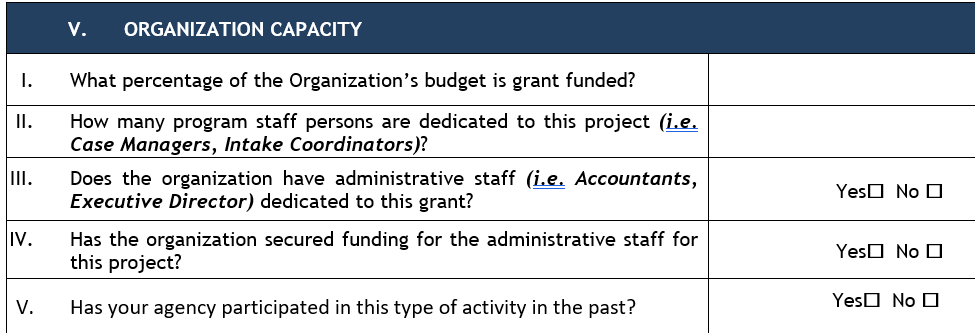 V. ORGANIZATION CAPACITY
I. What percentage of the Organization's budget is grant funded?
II. How many program staff persons are dedicated to this project (i.e.
Case Managers, Intake Coordinators)?
III. Does the organization have administrative staff (i.e. Accountants,
Executive Director) dedicated to this grant?
Yes☐ No ☐
IV. Has the organization secured funding for the administrative staff for
this project?
Yes☐ No ☐
V. Has your agency participated in this type of activity in the past?
Yes☐ No ☐